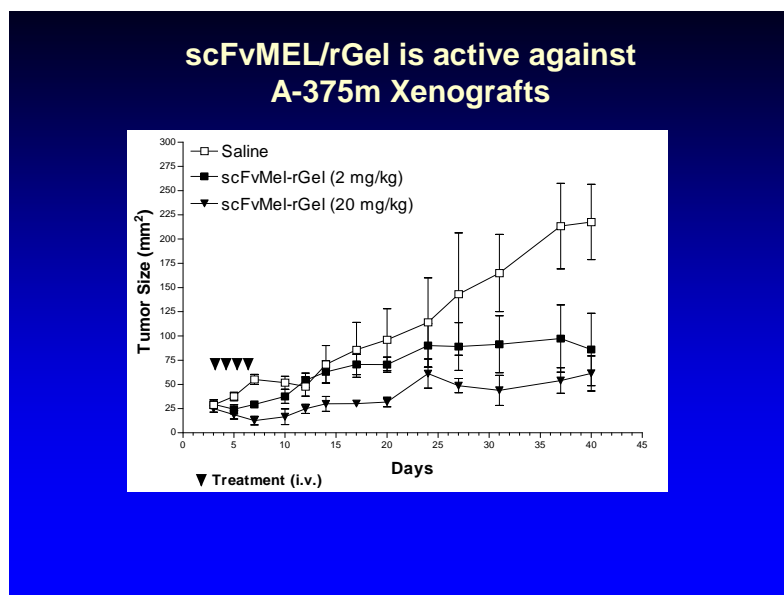 scFvMEL/rGel is active against
A-375m Xenografts
Saline
scFvMel-rGel (2 mg/kg)
scFvMel-rGel (20 mg/kg)
Tumor Size (mm²)
300
275
250
225
200
175
150
125
100
75
50
25
0
0 5 10 15 20 25 30 35 40 45
Days
Treatment (i.v.)